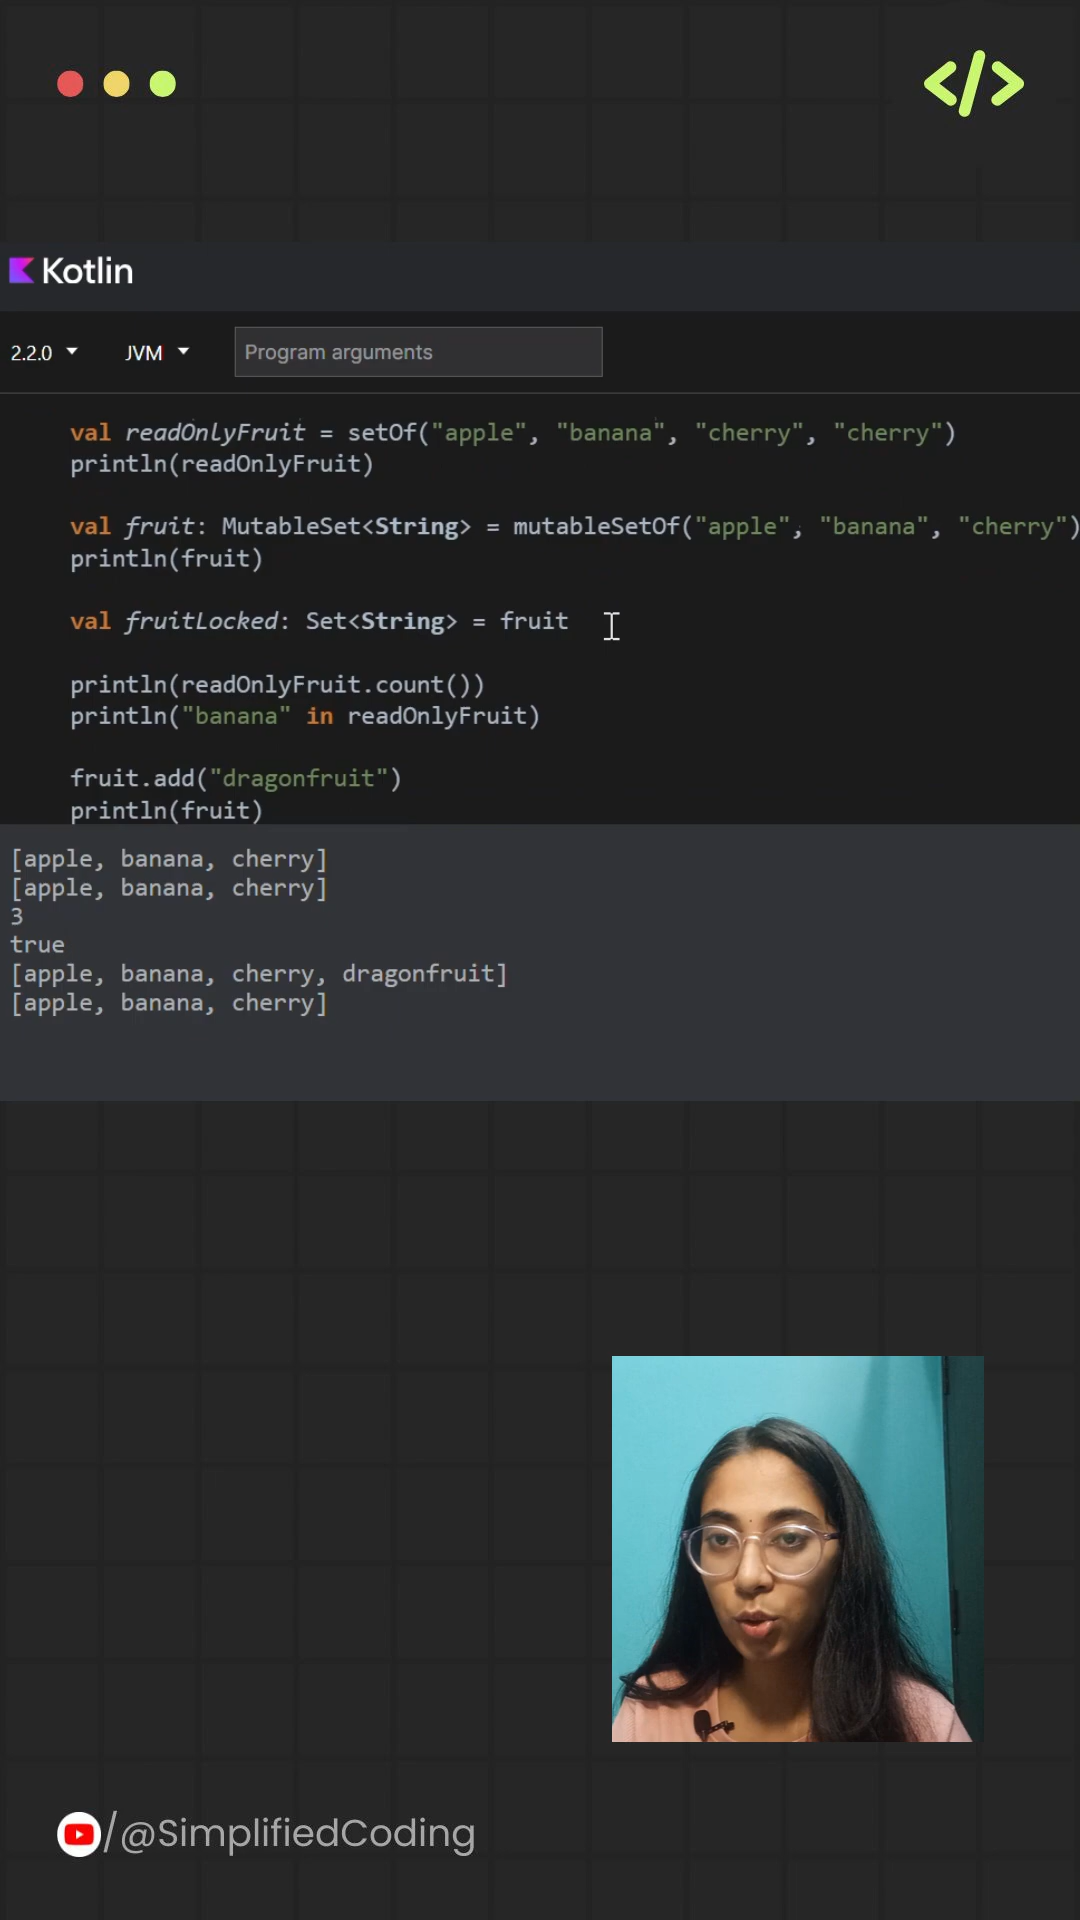 </>
Kotlin
2.2.0 JVM Program arguments
val readOnlyFruit = setOf("apple", "banana", "cherry", "cherry")
println(readOnlyFruit)
val fruit: MutableSet<String> = mutableSetOf("apple", "banana", "cherry")
println(fruit)
val fruitLocked: Set<String> = fruit
println(readOnlyFruit.count())
println("banana" in readOnlyFruit)
fruit.add("dragonfruit")
println(fruit)
[apple, banana, cherry]
[apple, banana, cherry]
3
true
[apple, banana, cherry, dragonfruit]
[apple, banana, cherry]
/@SimplifiedCoding